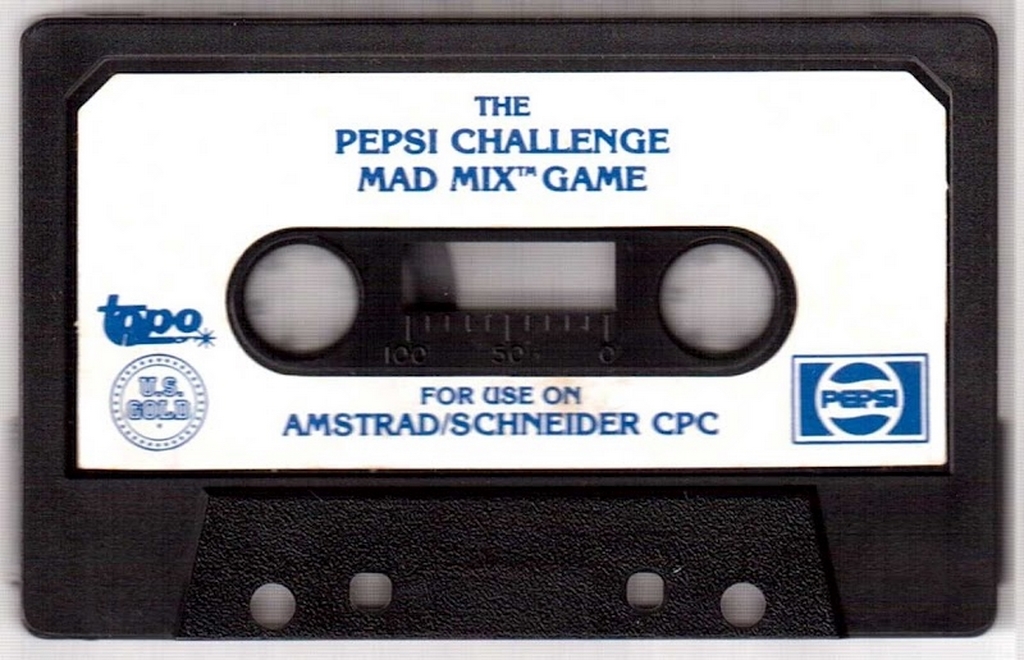 THE
PEPSI CHALLENGE
MAD MIX™ GAME
topo
100 50 0
U.S.
GOLD
FOR USE ON
AMSTRAD/SCHNEIDER CPC
PEPSI